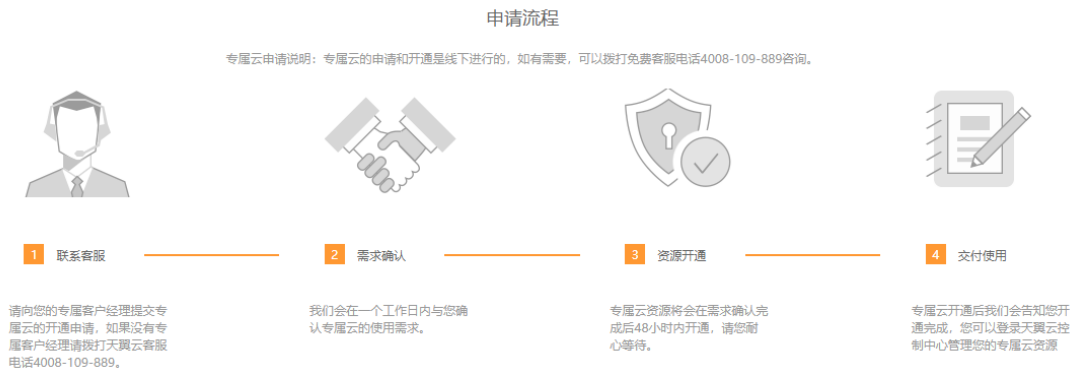 申请流程
专属云申请说明：专属云的申请和开通是线下进行的，如有需要，可以拨打免费客服电话4008-109-889咨询。
1 联系客服
2 需求确认
3 资源开通
4 交付使用
请向您的专属客户经理提交专
属云的开通申请，如果没有专
属客户经理请拨打天翼云客服
电话4008-109-889。
我们会在一个工作日内与您确
认专属云的使用需求。
专属云资源将会在需求确认完
成后48小时内开通，请您耐
心等待。
专属云开通后我们会告知您开
通完成，您可以登录天翼云控
制中心管理您的专属云资源